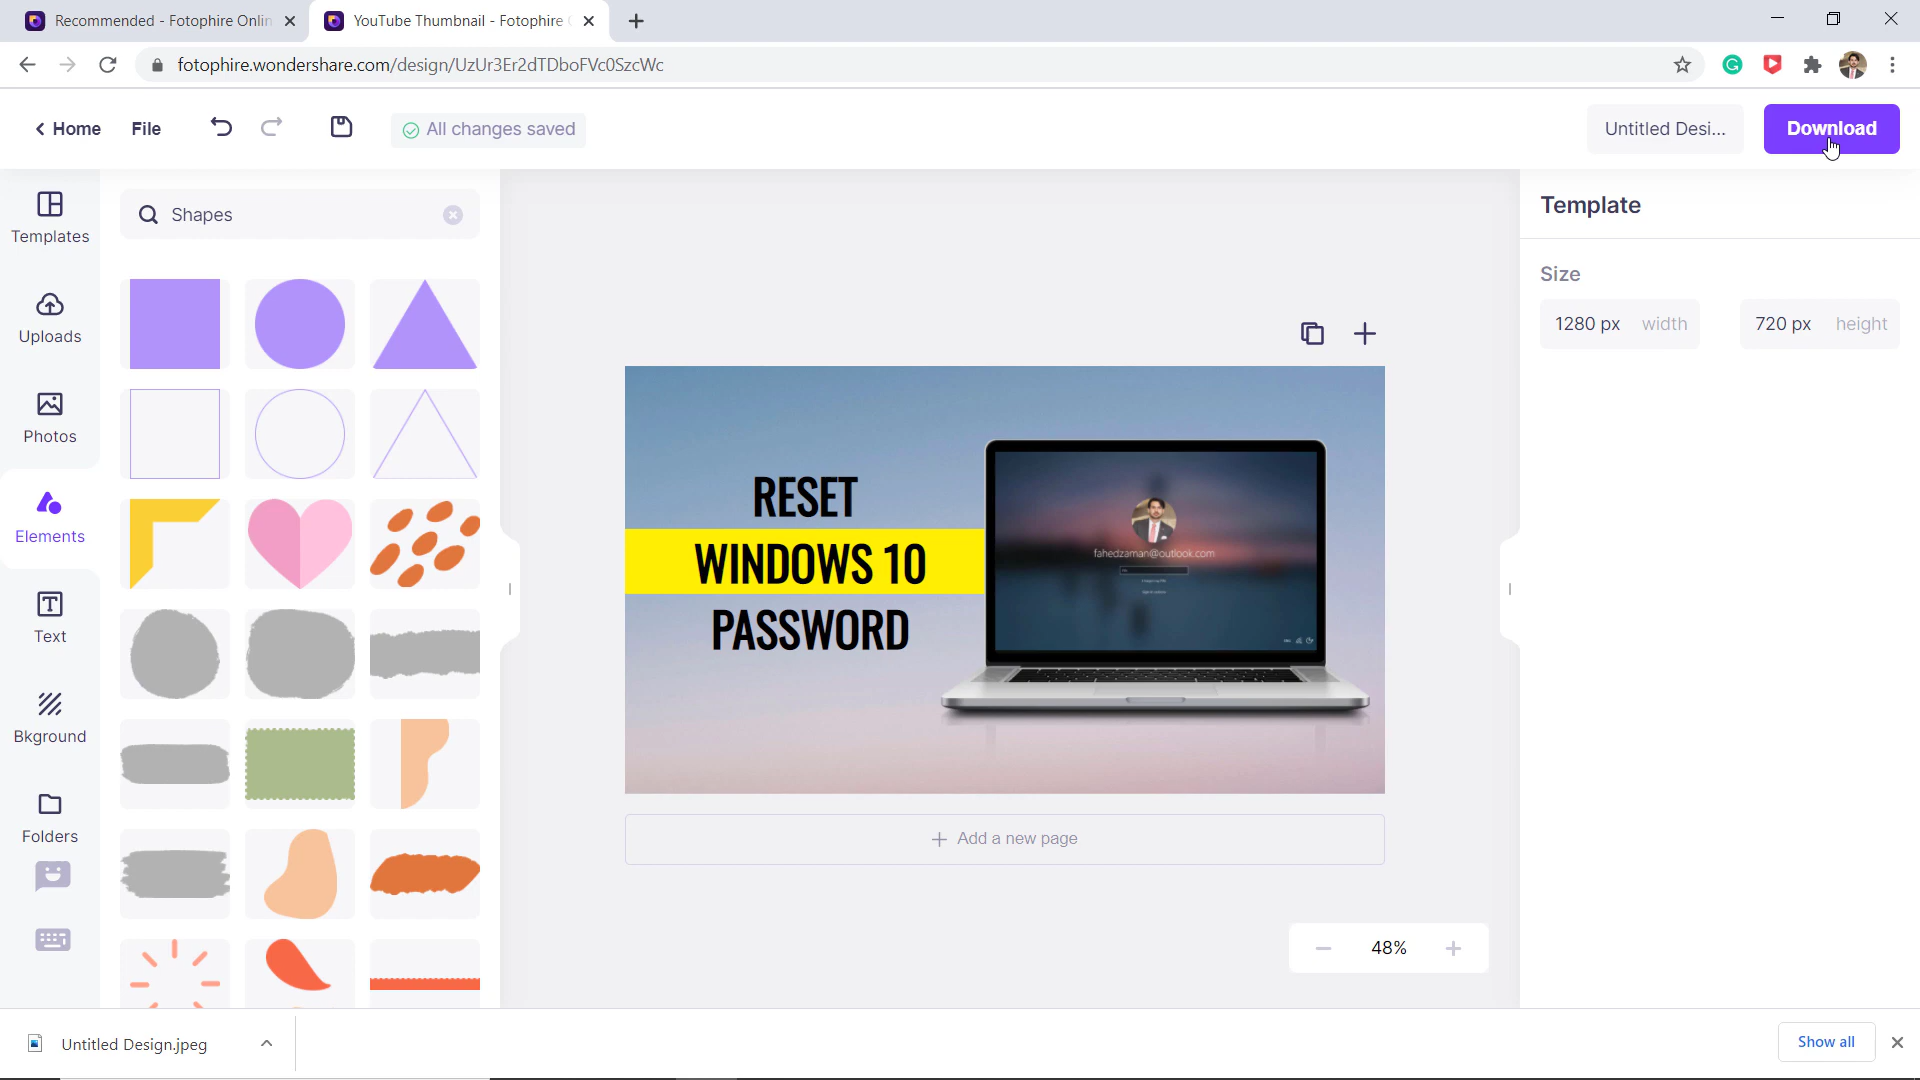 Recommended - Fotophire Onlin
YouTube Thumbnail - Fotophire
fotophire.wondershare.com/design/UzUr3Er2dTDboFVc0SzcWc
Home
File
All changes saved
Untitled Desi...
Download
Templates
Uploads
Photos
Elements
Text
Bkground
Folders
Shapes
RESET
WINDOWS 10
PASSWORD
fahedzaman@outlook.com
Add a new page
48%
Template
Size
1280 px width
720 px height
Untitled Design.jpeg
Show all